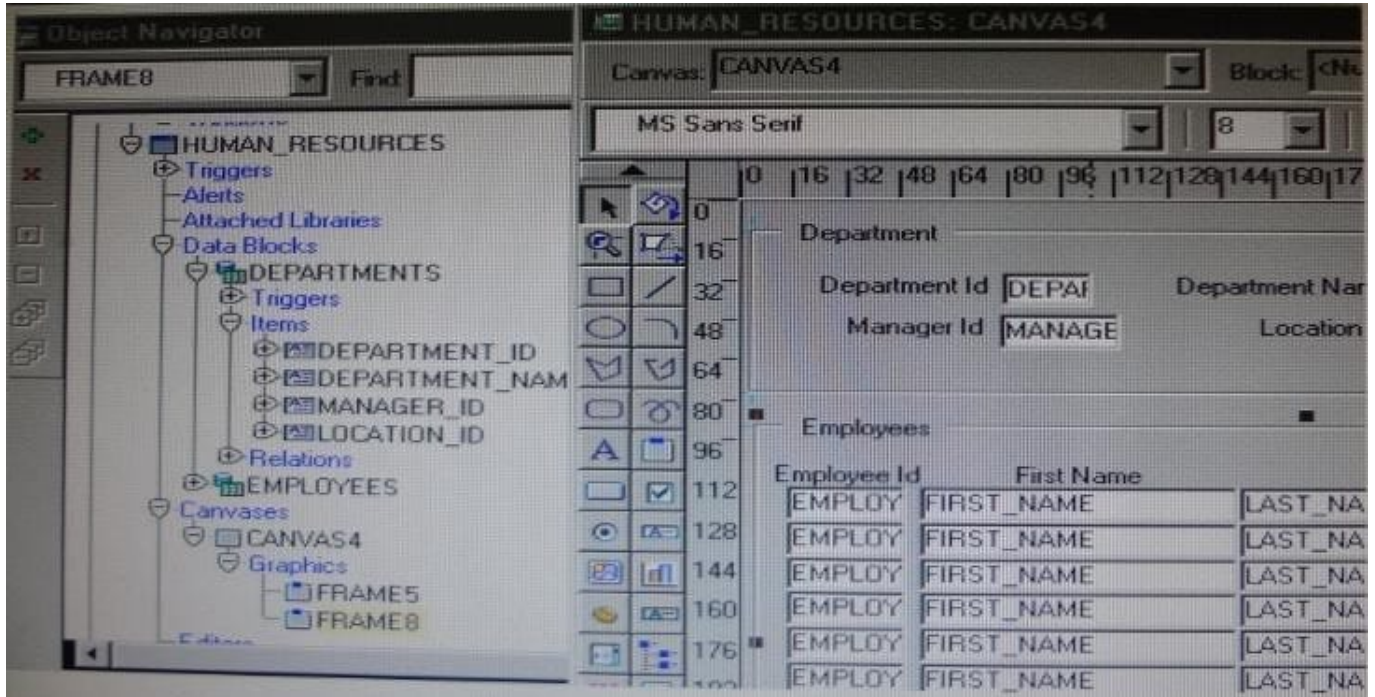 Object Navigator
FRAME8
Find:
HUMAN_RESOURCES
Triggers
Alerts
Attached Libraries
Data Blocks
DEPARTMENTS
Triggers
Items
DEPARTMENT_ID
DEPARTMENT_NAM
MANAGER_ID
LOCATION_ID
Relations
EMPLOYEES
Canvases
CANVAS4
Graphics
FRAME5
FRAME8
HUMAN_RESOURCES: CANVAS4
Canvas: CANVAS4 Block: <Nu
MS Sans Serif 8
0 16 32 48 64 80 96 112 128 144 160 17
0
16
32
48
64
80
96
112
128
144
160
176
Department
Department Id DEPAR Department Nar
Manager Id MANAGE Location
Employees
Employee Id First Name
EMPLOY FIRST_NAME LAST_NA
EMPLOY FIRST_NAME LAST_NA
EMPLOY FIRST_NAME LAST_NA
EMPLOY FIRST_NAME LAST_NA
EMPLOY FIRST_NAME LAST_NA
EMPLOY FIRST_NAME LAST_NA